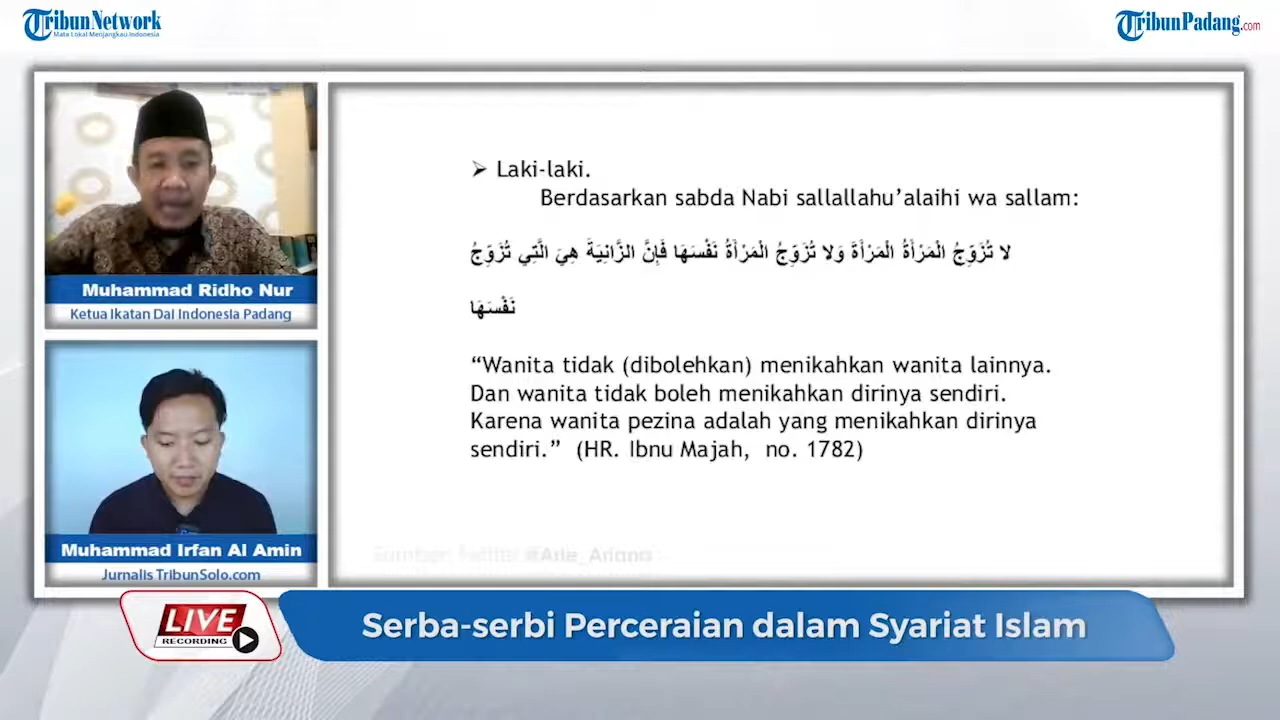 TribunNetwork
Mata Lokal Menjangkau Indonesia
TribunPadang.com
Muhammad Ridho Nur
Ketua Ikatan DaI Indonesia Padang
Muhammad Irfan Al Amin
Jurnalis TribunSolo.com
➢ Laki-laki.
Berdasarkan sabda Nabi sallallahu’alaihi wa sallam:
لا تُزَوِّجُ الْمَرْأَةُ الْمَرْأَةَ وَلا تُزَوِّجُ الْمَرْأَةُ نَفْسَهَا فَإِنَّ الزَّانِيَةَ هِيَ الَّتِي تُزَوِّجُ
نَفْسَهَا
“Wanita tidak (dibolehkan) menikahkan wanita lainnya.
Dan wanita tidak boleh menikahkan dirinya sendiri.
Karena wanita pezina adalah yang menikahkan dirinya
sendiri.” (HR. Ibnu Majah, no. 1782)
LIVE
RECORDING
Serba-serbi Perceraian dalam Syariat Islam